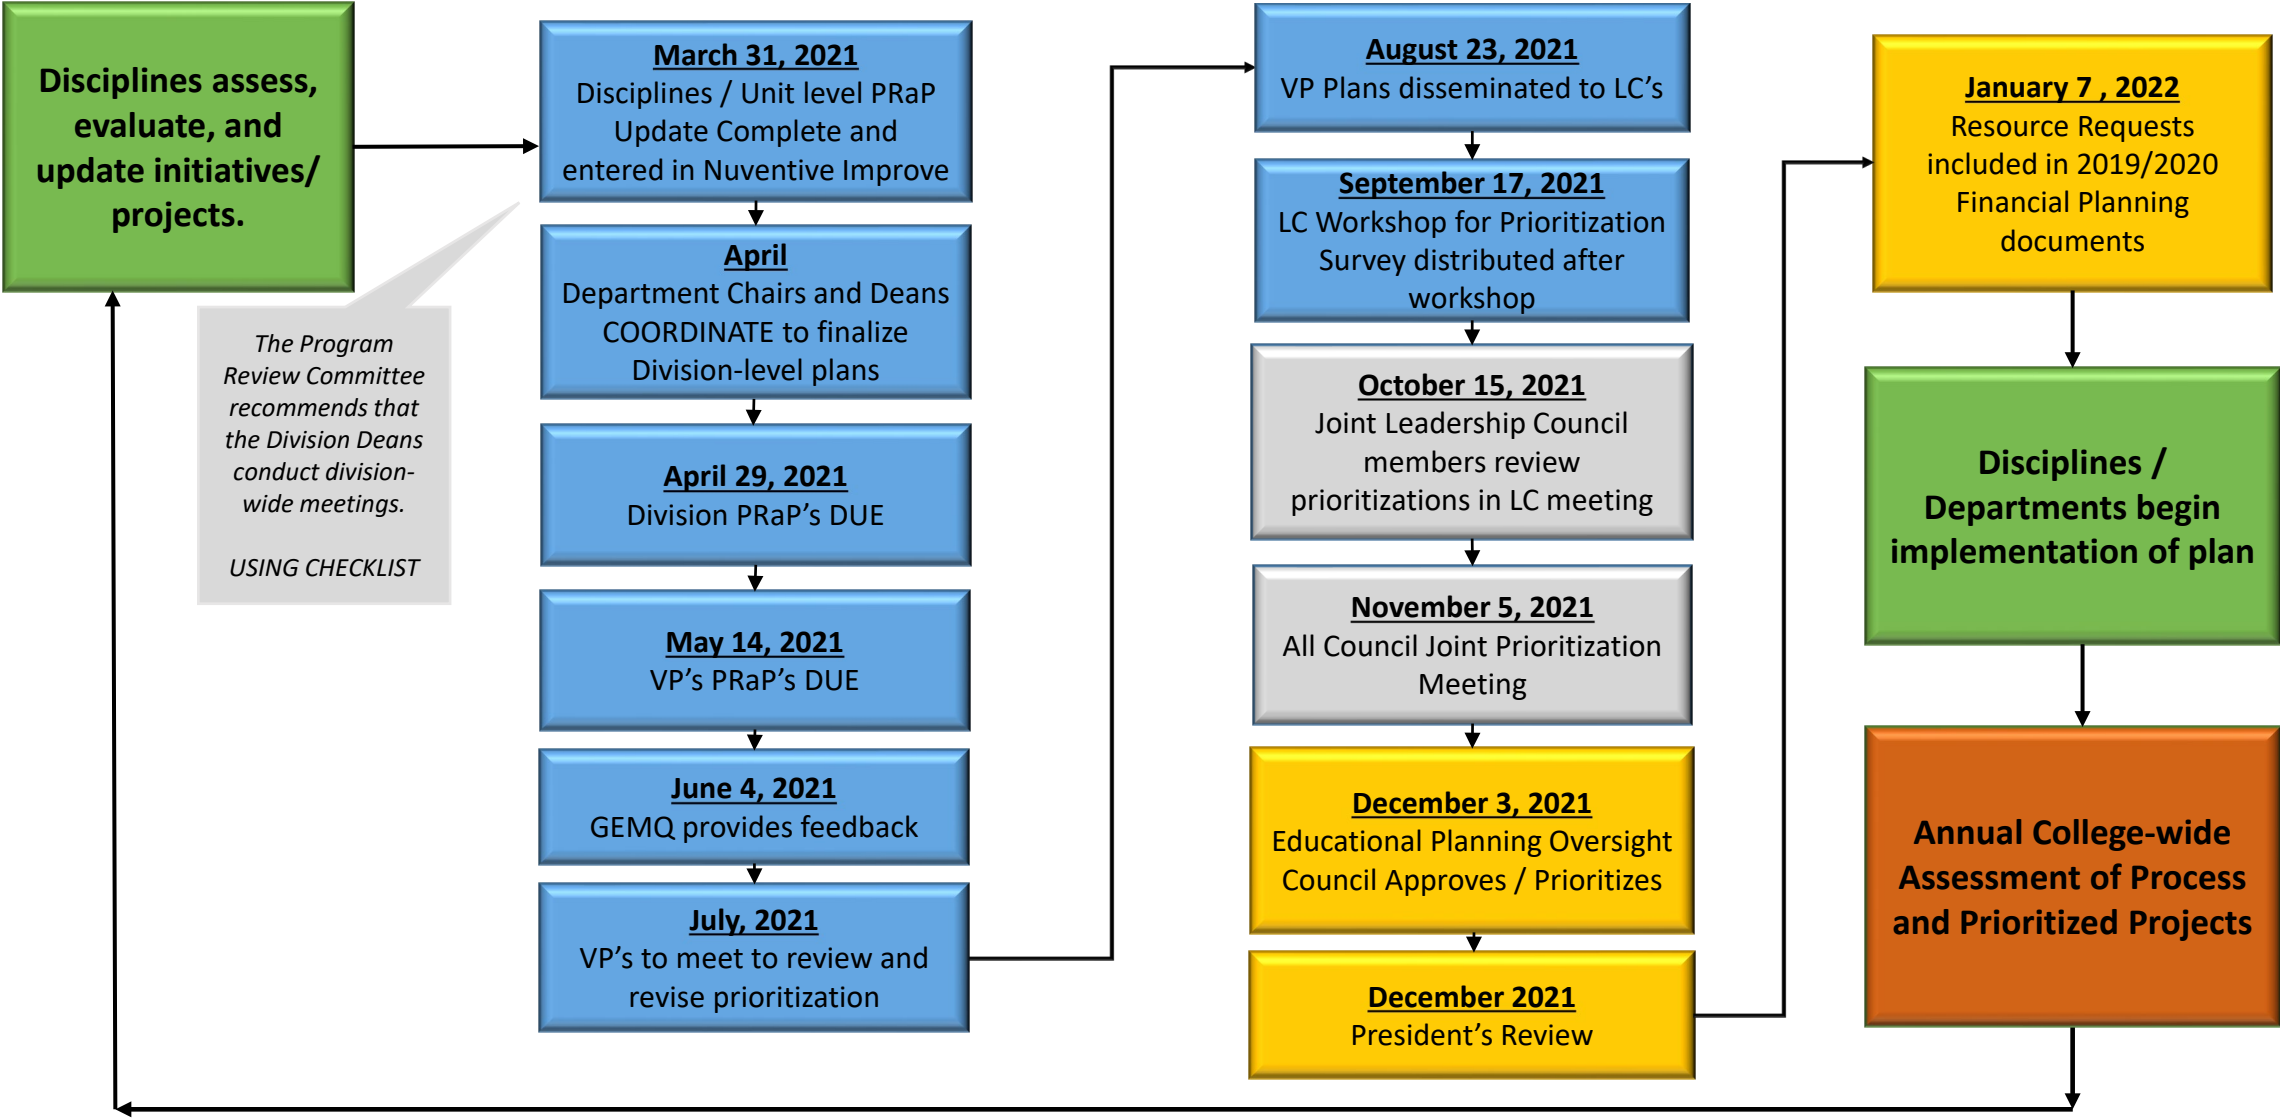 Disciplines assess,
evaluate, and
update initiatives/
projects.
The Program
Review Committee
recommends that
the Division Deans
conduct division-
wide meetings.
USING CHECKLIST
March 31, 2021
Disciplines / Unit level PRaP
Update Complete and
entered in Nuventive Improve
April
Department Chairs and Deans
COORDINATE to finalize
Division-level plans
April 29, 2021
Division PRaP’s DUE
May 14, 2021
VP’s PRaP’s DUE
June 4, 2021
GEMQ provides feedback
July, 2021
VP’s to meet to review and
revise prioritization
August 23, 2021
VP Plans disseminated to LC’s
September 17, 2021
LC Workshop for Prioritization
Survey distributed after
workshop
October 15, 2021
Joint Leadership Council
members review
prioritizations in LC meeting
November 5, 2021
All Council Joint Prioritization
Meeting
December 3, 2021
Educational Planning Oversight
Council Approves / Prioritizes
December 2021
President’s Review
January 7 , 2022
Resource Requests
included in 2019/2020
Financial Planning
documents
Disciplines /
Departments begin
implementation of plan
Annual College-wide
Assessment of Process
and Prioritized Projects